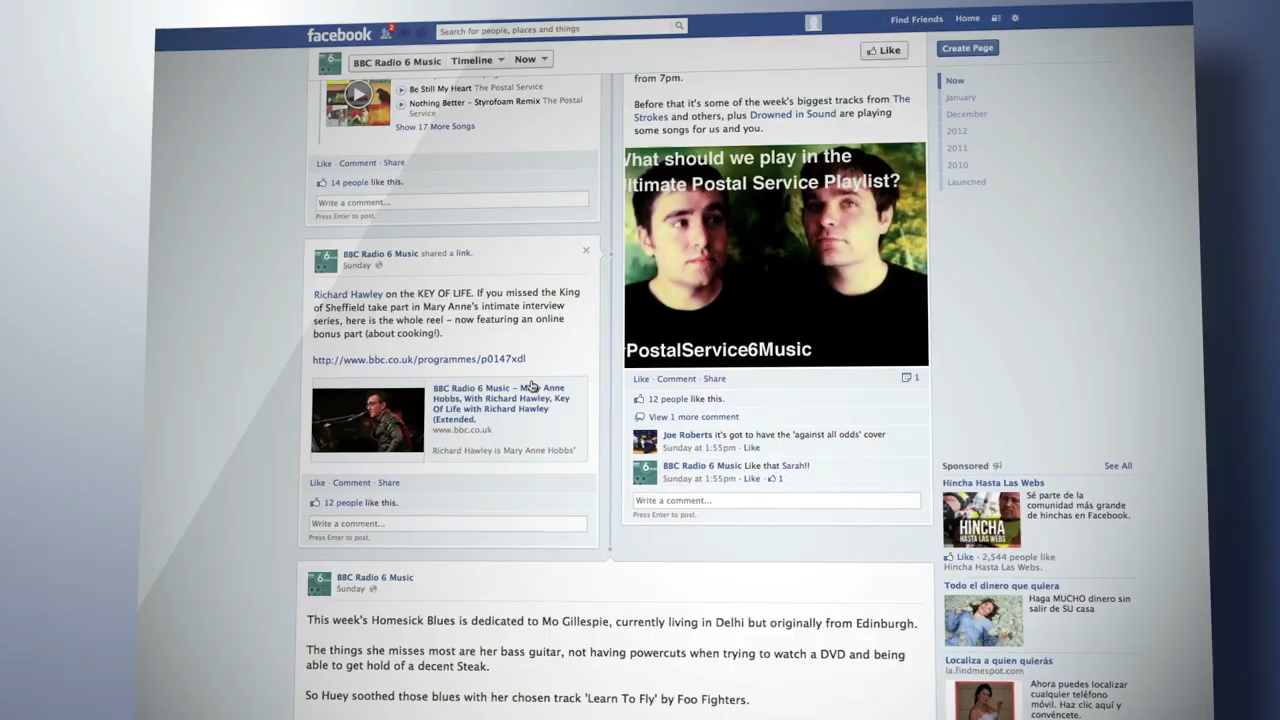 facebook
2
Search for people, places and things
Find Friends
Home
6
BBC Radio 6 Music
Timeline
Now
Like
Create Page
Now
January
December
2012
2011
2010
Launched
Be Still My Heart The Postal Service
Nothing Better – Styrofoam Remix The Postal
Service
Show 17 More Songs
Like · Comment · Share
14 people like this.
Write a comment...
Press Enter to post.
BBC Radio 6 Music shared a link.
Sunday
Richard Hawley on the KEY OF LIFE. If you missed the King
of Sheffield take part in Mary Anne's intimate interview
series, here is the whole reel – now featuring an online
bonus part (about cooking!).
http://www.bbc.co.uk/programmes/p0147xdl
BBC Radio 6 Music – Mary Anne
Hobbs, With Richard Hawley, Key
Of Life with Richard Hawley
(Extended.
www.bbc.co.uk
Richard Hawley is Mary Anne Hobbs'
Like · Comment · Share
12 people like this.
Write a comment...
Press Enter to post.
from 7pm.
Before that it's some of the week's biggest tracks from The
Strokes and others, plus Drowned in Sound are playing
some songs for us and you.
What should we play in the
ltimate Postal Service Playlist?
PostalService6Music
Like · Comment · Share
1
12 people like this.
View 1 more comment
Joe Roberts it's got to have the 'against all odds' cover
Sunday at 1:55pm · Like
BBC Radio 6 Music Like that Sarah!!
Sunday at 1:55pm · Like · 1
Write a comment...
Press Enter to post.
6
BBC Radio 6 Music
Sunday
This week's Homesick Blues is dedicated to Mo Gillespie, currently living in Delhi but originally from Edinburgh.
The things she misses most are her bass guitar, not having powercuts when trying to watch a DVD and being
able to get hold of a decent Steak.
So Huey soothed those blues with her chosen track 'Learn To Fly' by Foo Fighters.
Sponsored
See All
Hincha Hasta Las Webs
HINCHA
HASTA LAS WEBS
Sé parte de la
comunidad más grande
de hinchas en Facebook.
Like · 2,544 people like
Hincha Hasta Las Webs.
Todo el dinero que quiera
Haga MUCHO dinero sin
salir de SU casa
Localiza a quien quierás
la.findmespot.com
Ahora puedes localizar
cualquier teléfono
móvil. Haz clic aquí y
convéncete.